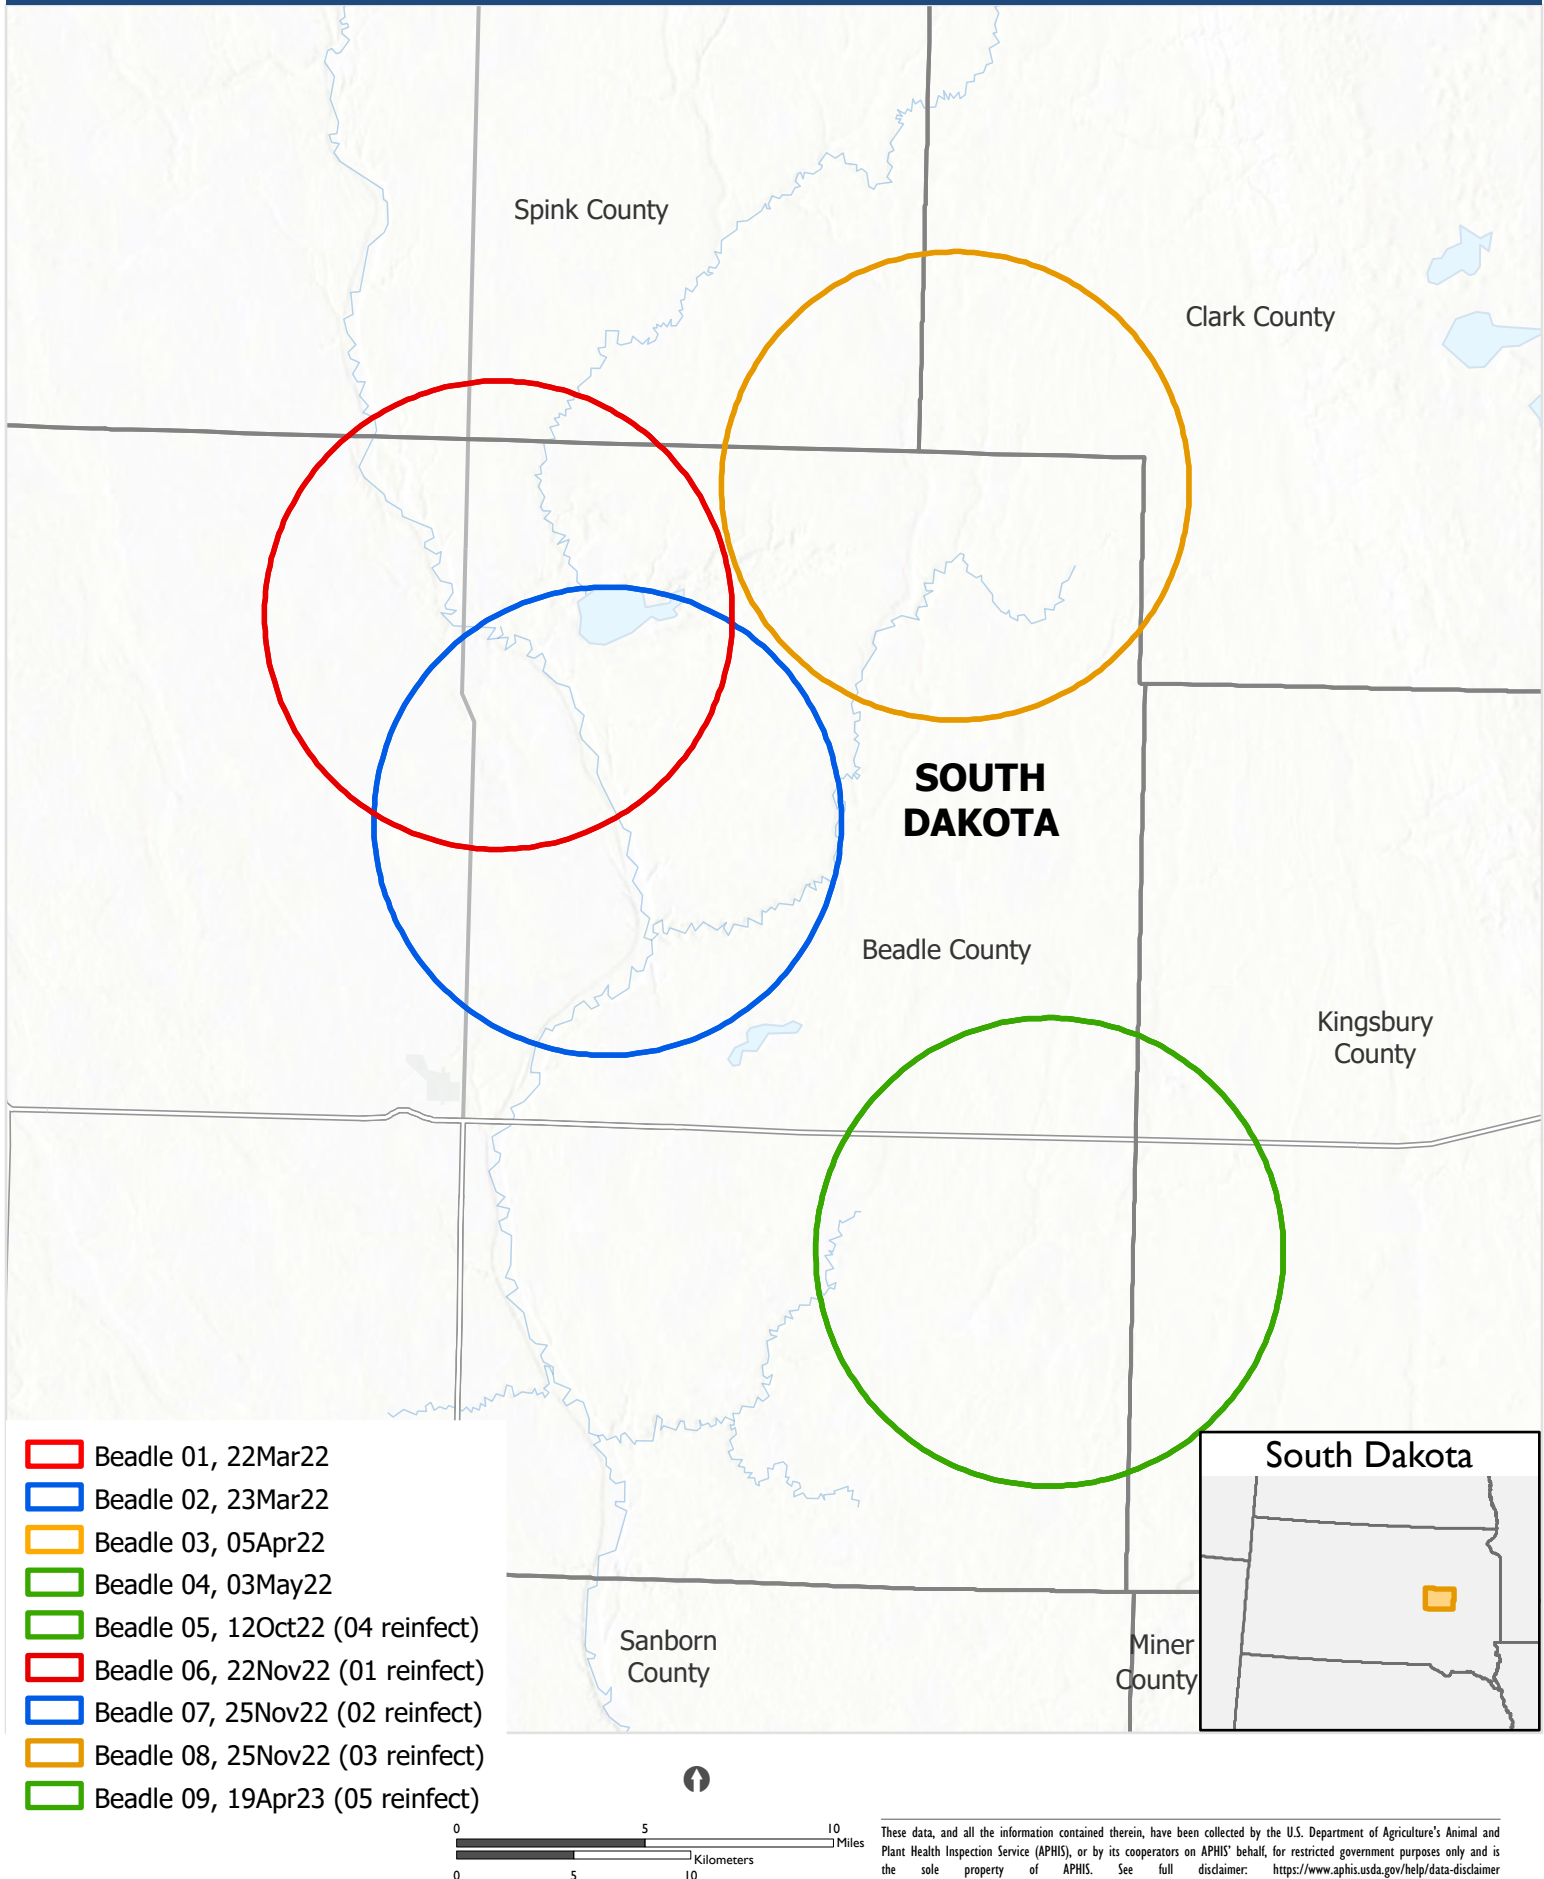 Spink County
Clark County
SOUTH
DAKOTA
Beadle County
Kingsbury
County
Beadle 01, 22Mar22
Beadle 02, 23Mar22
Beadle 03, 05Apr22
Beadle 04, 03May22
Beadle 05, 12Oct22 (04 reinfect)
Beadle 06, 22Nov22 (01 reinfect)
Beadle 07, 25Nov22 (02 reinfect)
Beadle 08, 25Nov22 (03 reinfect)
Beadle 09, 19Apr23 (05 reinfect)
Sanborn
County
Miner
County
South Dakota
0 5 10
Miles
Kilometers
0 5 10
These data, and all the information contained therein, have been collected by the U.S. Department of Agriculture's Animal and
Plant Health Inspection Service (APHIS), or by its cooperators on APHIS' behalf, for restricted government purposes only and is
the sole property of APHIS. See full disclaimer: https://www.aphis.usda.gov/help/data-disclaimer